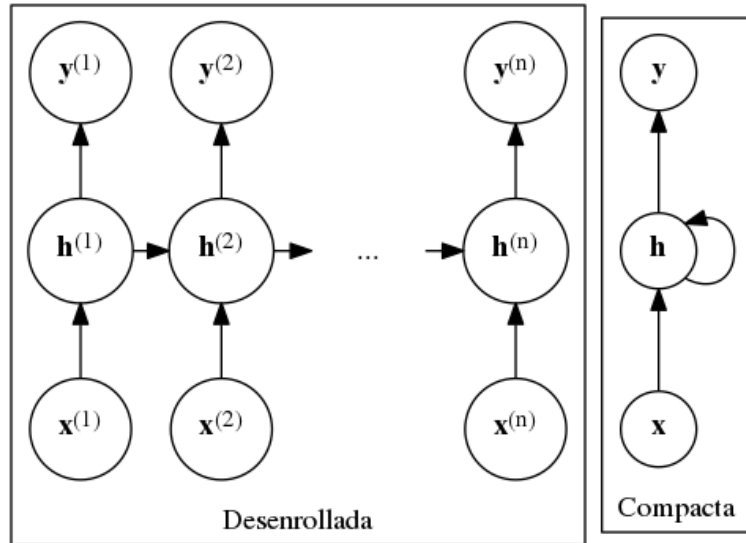 y(1) y(2) y(n) y
h(1) h(2) ... h(n) h
x(1) x(2) x(n) x
Desenrollada
Compacta